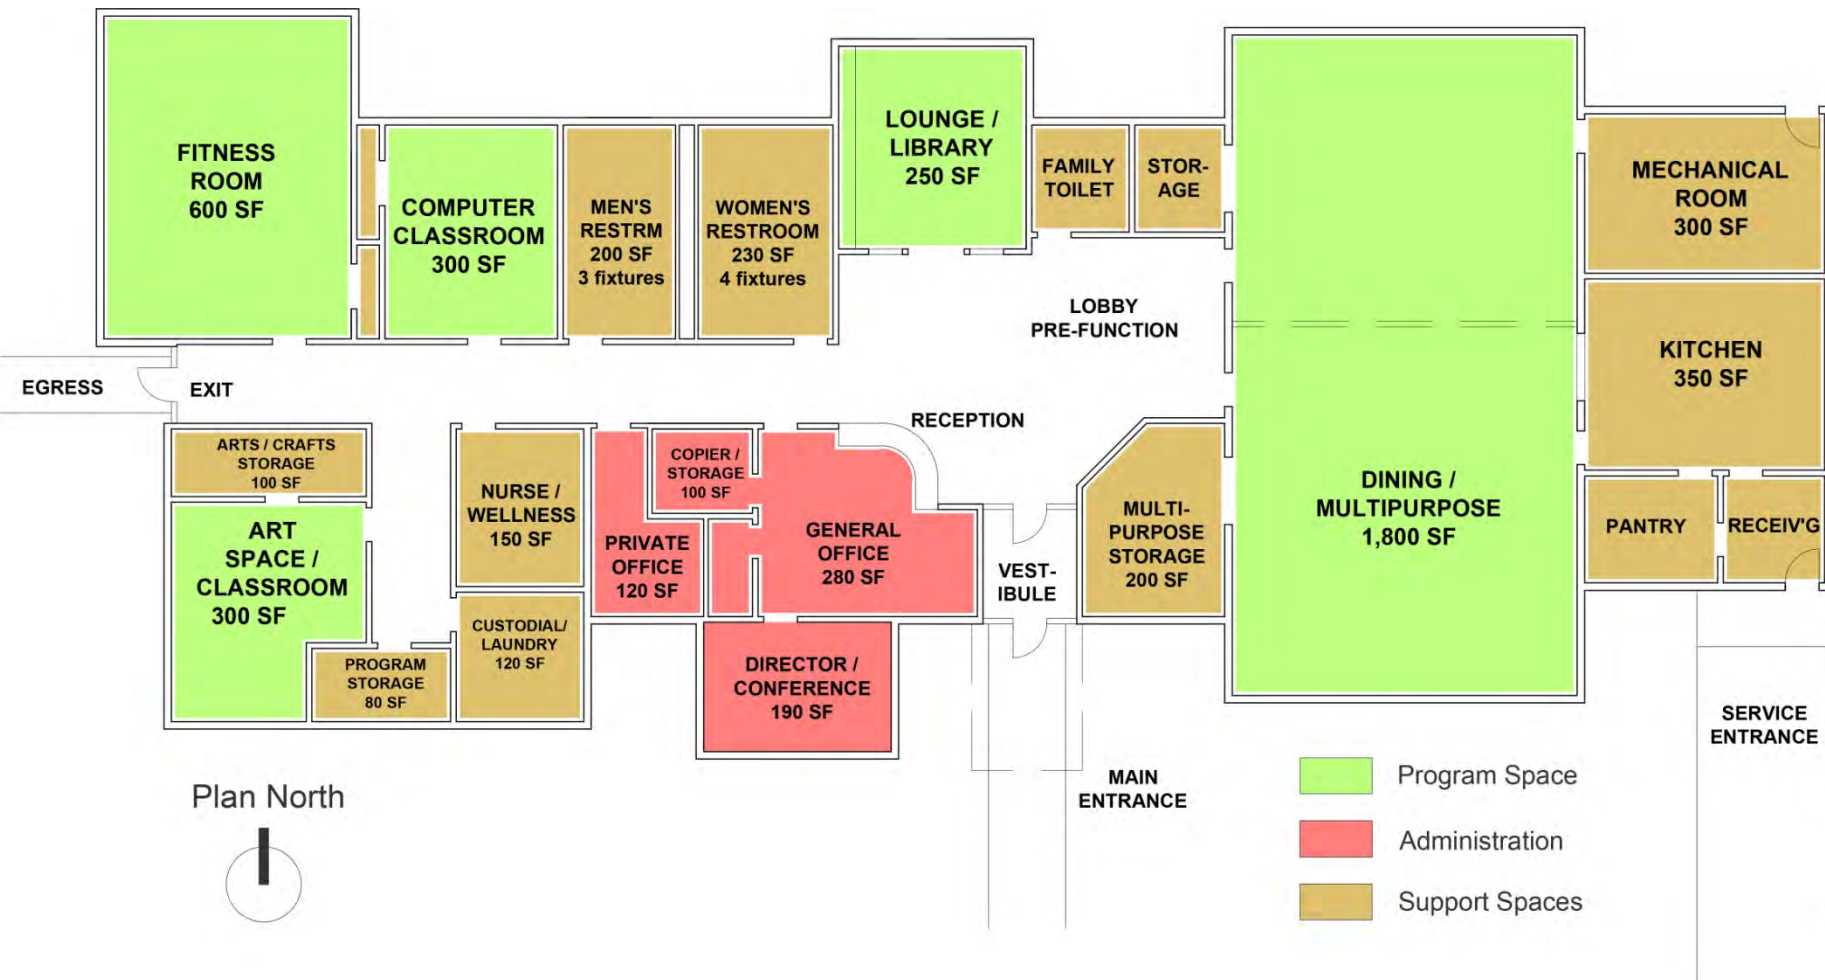 FITNESS
ROOM
600 SF
COMPUTER
CLASSROOM
300 SF
MEN'S
RESTRM
200 SF
3 fixtures
WOMEN'S
RESTROOM
230 SF
4 fixtures
LOUNGE /
LIBRARY
250 SF
FAMILY
TOILET
STOR-
AGE
MECHANICAL
ROOM
300 SF
LOBBY
PRE-FUNCTION
KITCHEN
350 SF
EGRESS
EXIT
RECEPTION
ARTS / CRAFTS
STORAGE
100 SF
ART
SPACE /
CLASSROOM
300 SF
NURSE /
WELLNESS
150 SF
COPIER /
STORAGE
100 SF
PRIVATE
OFFICE
120 SF
GENERAL
OFFICE
280 SF
VEST-
IBULE
MULTI-
PURPOSE
STORAGE
200 SF
DINING /
MULTIPURPOSE
1,800 SF
PANTRY
RECEIV'G
PROGRAM
STORAGE
80 SF
CUSTODIAL/
LAUNDRY
120 SF
DIRECTOR /
CONFERENCE
190 SF
SERVICE
ENTRANCE
MAIN
ENTRANCE
Plan North
Program Space
Administration
Support Spaces